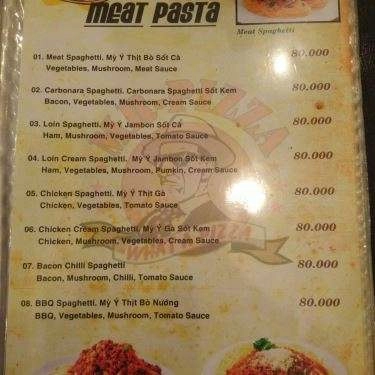 MEAT PASTA
Meat Spaghetti
01. Meat Spaghetti. Mỳ Ý Thịt Bò Sốt Cà 80.000
Vegetables, Mushroom, Meat Sauce
02. Carbonara Spaghetti. Carbonara Spaghetti Sốt Kem 80.000
Bacon, Vegetables, Mushroom, Cream Sauce
03. Loin Spaghetti. Mỳ Ý Jambon Sốt Cà 80.000
Ham, Mushroom, Vegetables, Tomato Sauce
04. Loin Cream Spaghetti. Mỳ Ý Jambon Sốt Kem 80.000
Ham, Vegetables, Mushroom, Pumkin, Cream Sauce
05. Chicken Spaghetti. Mỳ Ý Thịt Gà 80.000
Chicken, Vegetables, Tomato Sauce
06. Chicken Cream Spaghetti. Mỳ Ý Gà Sốt Kem 80.000
Chicken, Mushroom, Vegetables, Cream Sauce
07. Bacon Chilli Spaghetti 80.000
Bacon, Mushroom, Chilli, Tomato Sauce
08. BBQ Spaghetti. Mỳ Ý Thịt Bò Nướng 80.000
BBQ, Vegetables, Mushroom, Tomato Sauce